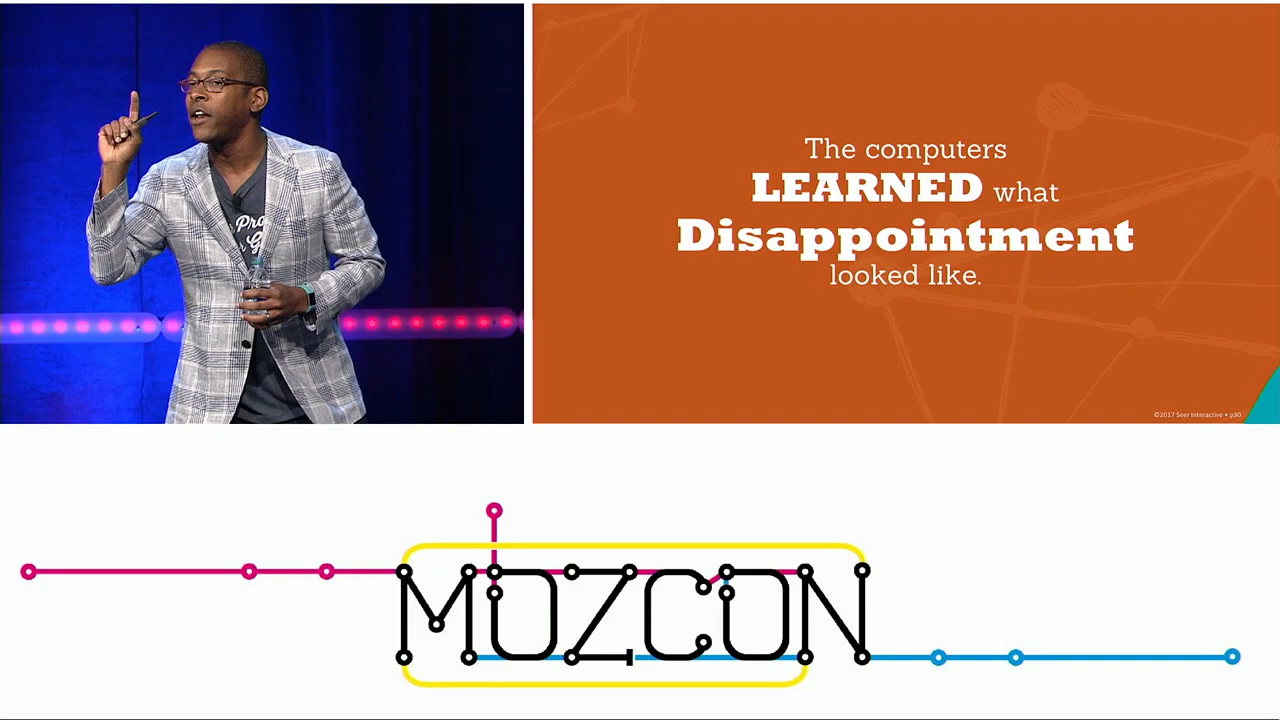 The computers
LEARNED what
Disappointment
looked like.
©2017 Seer Interactive • p30
MOZCON